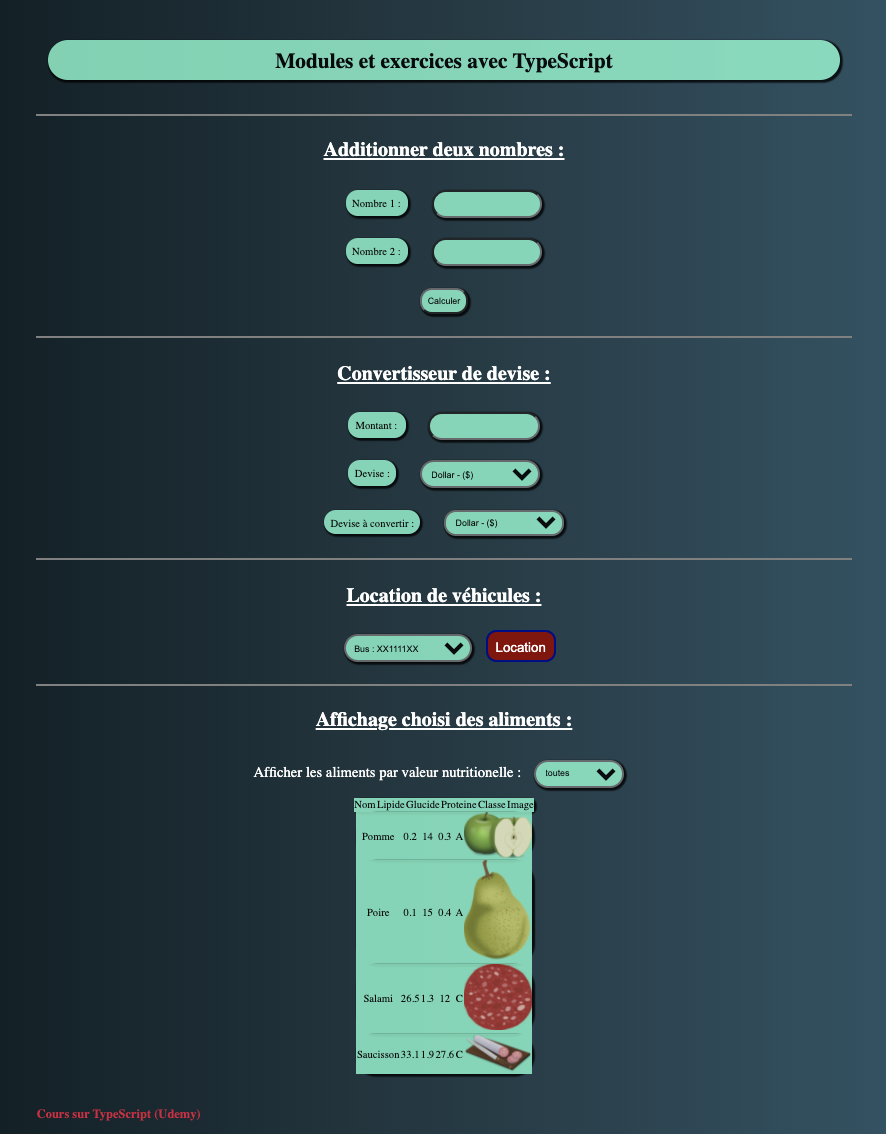 Modules et exercices avec TypeScript
Additionner deux nombres :
Nombre 1 :
Nombre 2 :
Calculer
Convertisseur de devise :
Montant :
Devise : Dollar - ($)
Devise à convertir : Dollar - ($)
Location de véhicules :
Bus : XX1111XX Location
Affichage choisi des aliments :
Afficher les aliments par valeur nutritionelle : toutes
Nom Lipide Glucide Proteine Classe Image
Pomme 0.2 14 0.3 A
Poire 0.1 15 0.4 A
Salami 26.5 1.3 12 C
Saucisson 33.1 1.9 27.6 C
Cours sur TypeScript (Udemy)